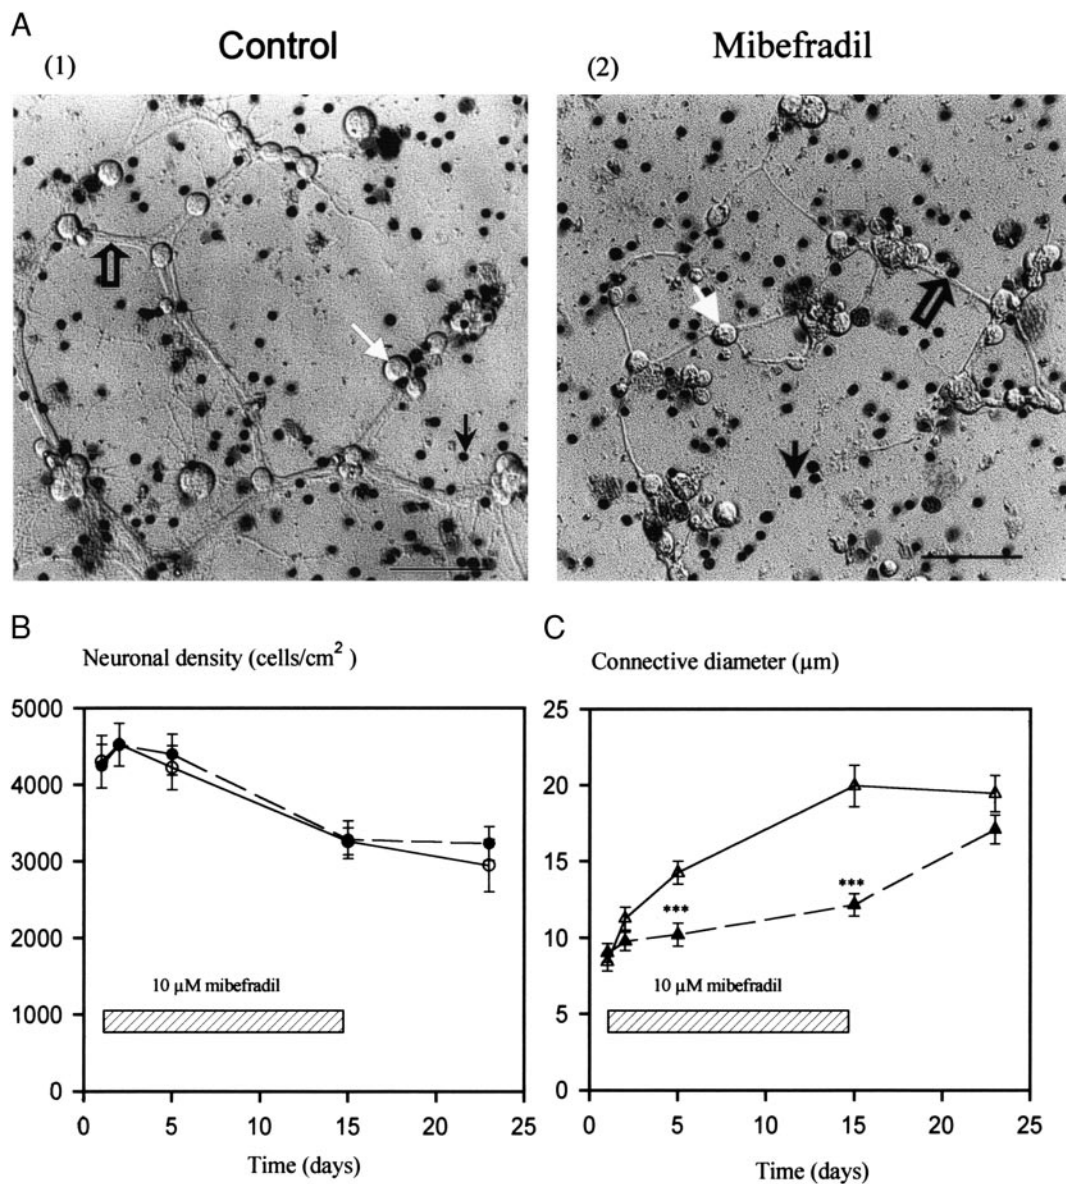 A
Control
Mibefradil
(1)
(2)
B
C
Neuronal density (cells/cm²)
Connective diameter (µm)
5000
4000
3000
2000
1000
0
10 µM mibefradil
0 5 10 15 20 25
Time (days)
25
20
15
10
5
0
***
***
10 µM mibefradil
0 5 10 15 20 25
Time (days)